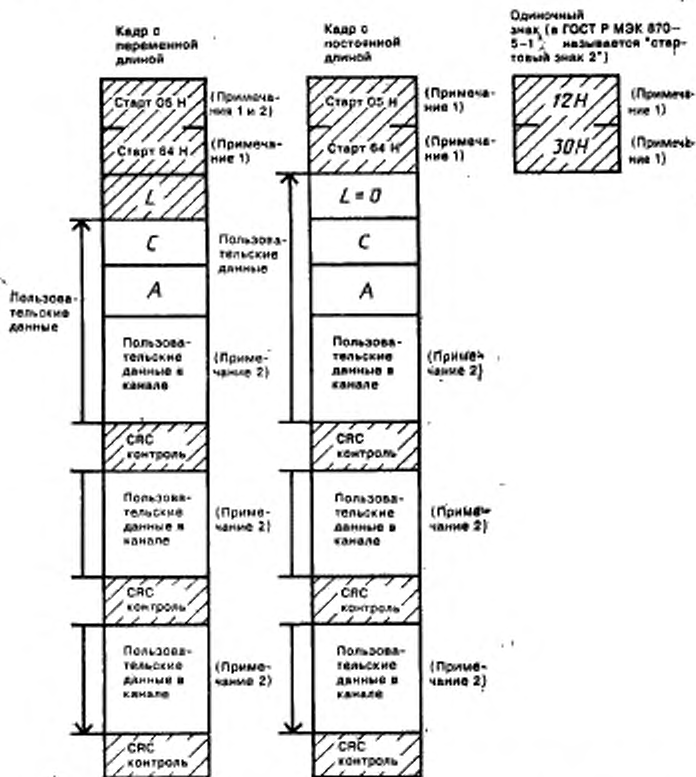 Кадр с
переменной
длиной
Старт 05 Н
(Примеча-
ния 1 и 2)
Старт 64 Н
(Примеча-
ние 1)
L
C
A
Пользова-
тельские
данные
Пользова-
тельские
данные в
канале
(Приме-
чание 2)
CRC
контроль
Пользова-
тельские
данные в
канале
(Приме-
чание 2)
CRC
контроль
Пользова-
тельские
данные в
канале
(Приме-
чание 2)
CRC
контроль
Кадр с
постоянной
длиной
Старт 05 Н
(Примеча-
ние 1)
Старт 64 Н
(Примеча-
ние 1)
L = 0
C
A
Пользова-
тельские
данные
Пользова-
тельские
данные в
канале
(Приме-
чание 2)
CRC
контроль
Пользова-
тельские
данные в
канале
(Приме-
чание 2)
CRC
контроль
Пользова-
тельские
данные в
канале
(Приме-
чание 2)
CRC
контроль
Одиночный
знак (в ГОСТ Р МЭК 870–
5–1 называется "стар-
товый знак 2")
12H
(Примеча-
ние 1)
30H
(Примеча-
ние 1)